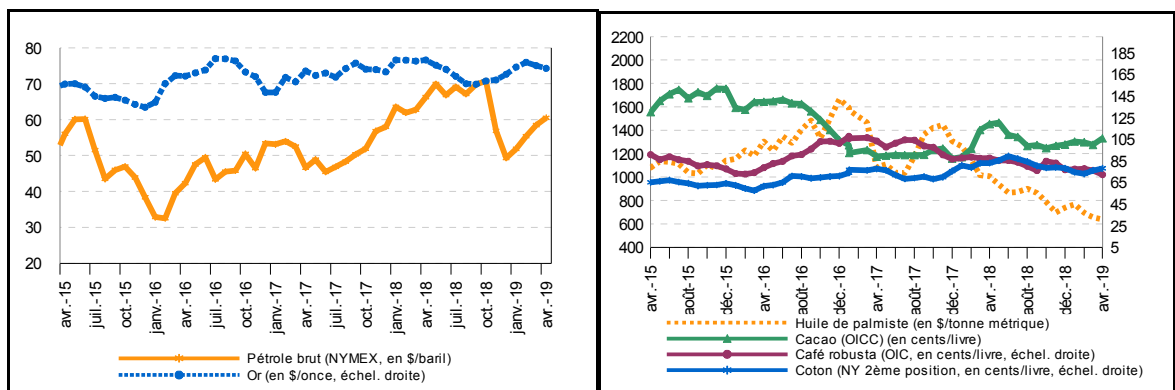 80
70
60
50
40
30
20
avr.-15
juil.-15
oct.-15
janv.-16
avr.-16
juil.-16
oct.-16
janv.-17
avr.-17
juil.-17
oct.-17
janv.-18
avr.-18
juil.-18
oct.-18
janv.-19
avr.-19
Pétrole brut (NYMEX, en $/baril)
Or (en $/once, échel. droite)
2200
2000
1800
1600
1400
1200
1000
800
600
400
185
165
145
125
105
85
65
45
25
5
avr.-15
août-15
déc.-15
avr.-16
août-16
déc.-16
avr.-17
août-17
déc.-17
avr.-18
août-18
déc.-18
avr.-19
Huile de palmiste (en $/tonne métrique)
Cacao (OICC) (en cents/livre)
Café robusta (OIC, en cents/livre, échel. droite)
Coton (NY 2ème position, en cents/livre, échel. droite)